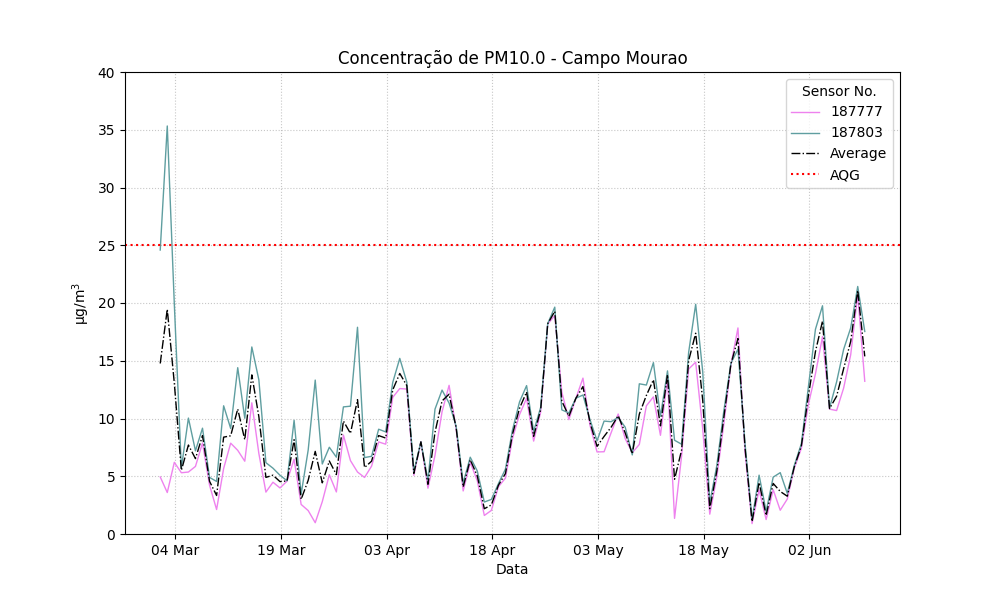 Concentração de PM10.0 - Campo Mourao
40
35
30
25
20
15
10
5
0
µg/m³
Sensor No.
187777
187803
Average
AQG
04 Mar
19 Mar
03 Apr
18 Apr
03 May
18 May
02 Jun
Data